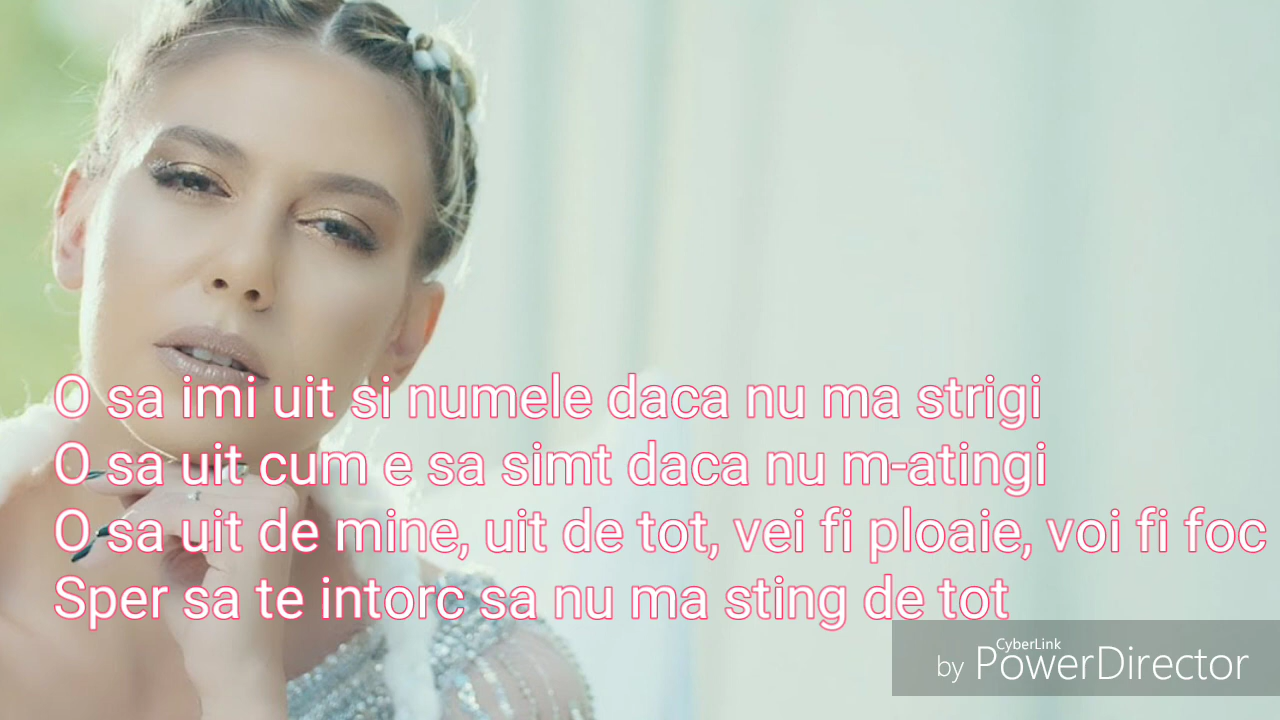 O sa imi uit si numele daca nu ma strigi
O sa uit cum e sa simt daca nu m-atingi
O sa uit de mine, uit de tot, vei fi ploaie, voi fi foc
Sper sa te intorc sa nu ma sting de tot
CyberLink
by PowerDirector